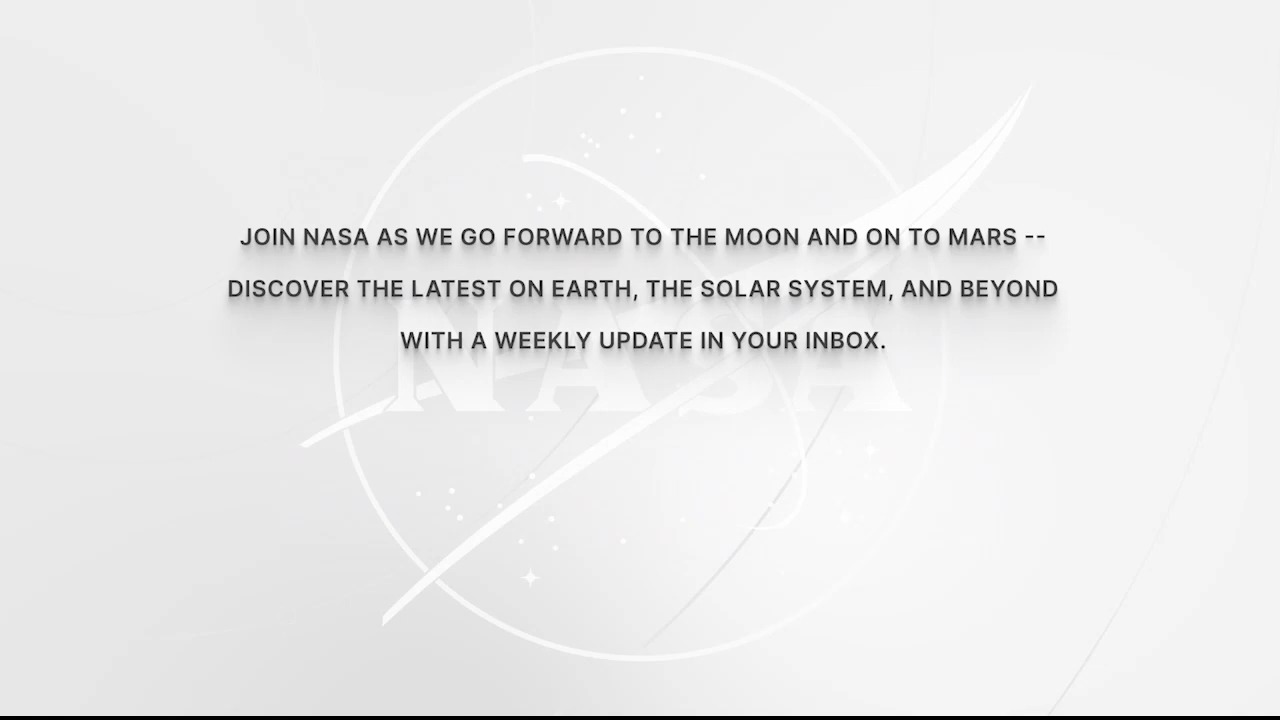 JOIN NASA AS WE GO FORWARD TO THE MOON AND ON TO MARS --
DISCOVER THE LATEST ON EARTH, THE SOLAR SYSTEM, AND BEYOND
WITH A WEEKLY UPDATE IN YOUR INBOX.
NASA